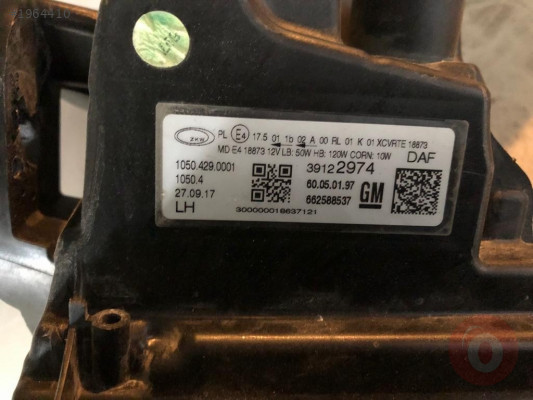 1964410
ZKW PL E4 17.5 01 1b 02 A 00 RL 01 K 01 XCVRTE 18873
MD E4 18873 12V LB: 50W HB: 120W CORN: 10W DAF
1050.429.0001 39122974
1050.4 60.05.01.97 GM
27.09.17 662588537
LH 300000018637121